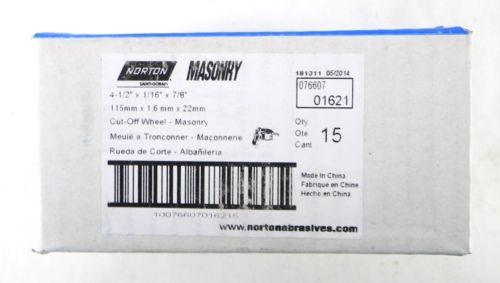 NORTON
SAINT-GOBAIN
MASONRY
181311 05/2014
076607
01621
4-1/2" x 1/16" x 7/8"
115mm x 1.6 mm x 22mm
Cut-Off Wheel - Masonry
Meule à Tronconner - Maçonnerie
Rueda de Corte - Albañileria
Qty
Qte
Cant
15
Made In China
Fabrique en Chine
Hecho en China
10076607016215
www.nortonabrasives.com